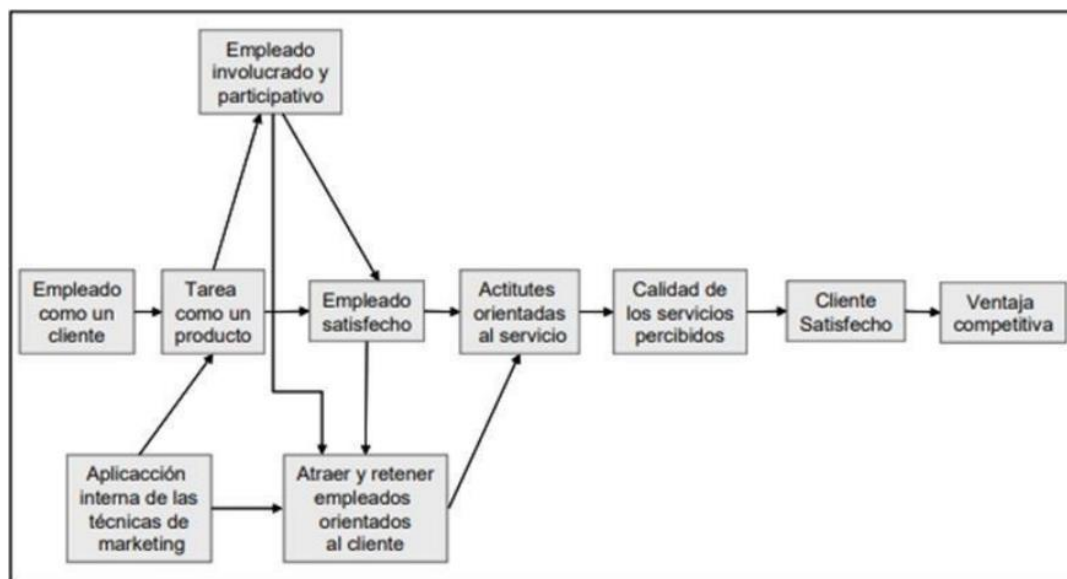 Empleado
involucrado y
participativo
Empleado
como un
cliente
Tarea
como un
producto
Empleado
satisfecho
Actitutes
orientadas
al servicio
Calidad de
los servicios
percibidos
Cliente
Satisfecho
Ventaja
competitiva
Aplicacción
interna de las
técnicas de
marketing
Atraer y retener
empleados
orientados
al cliente